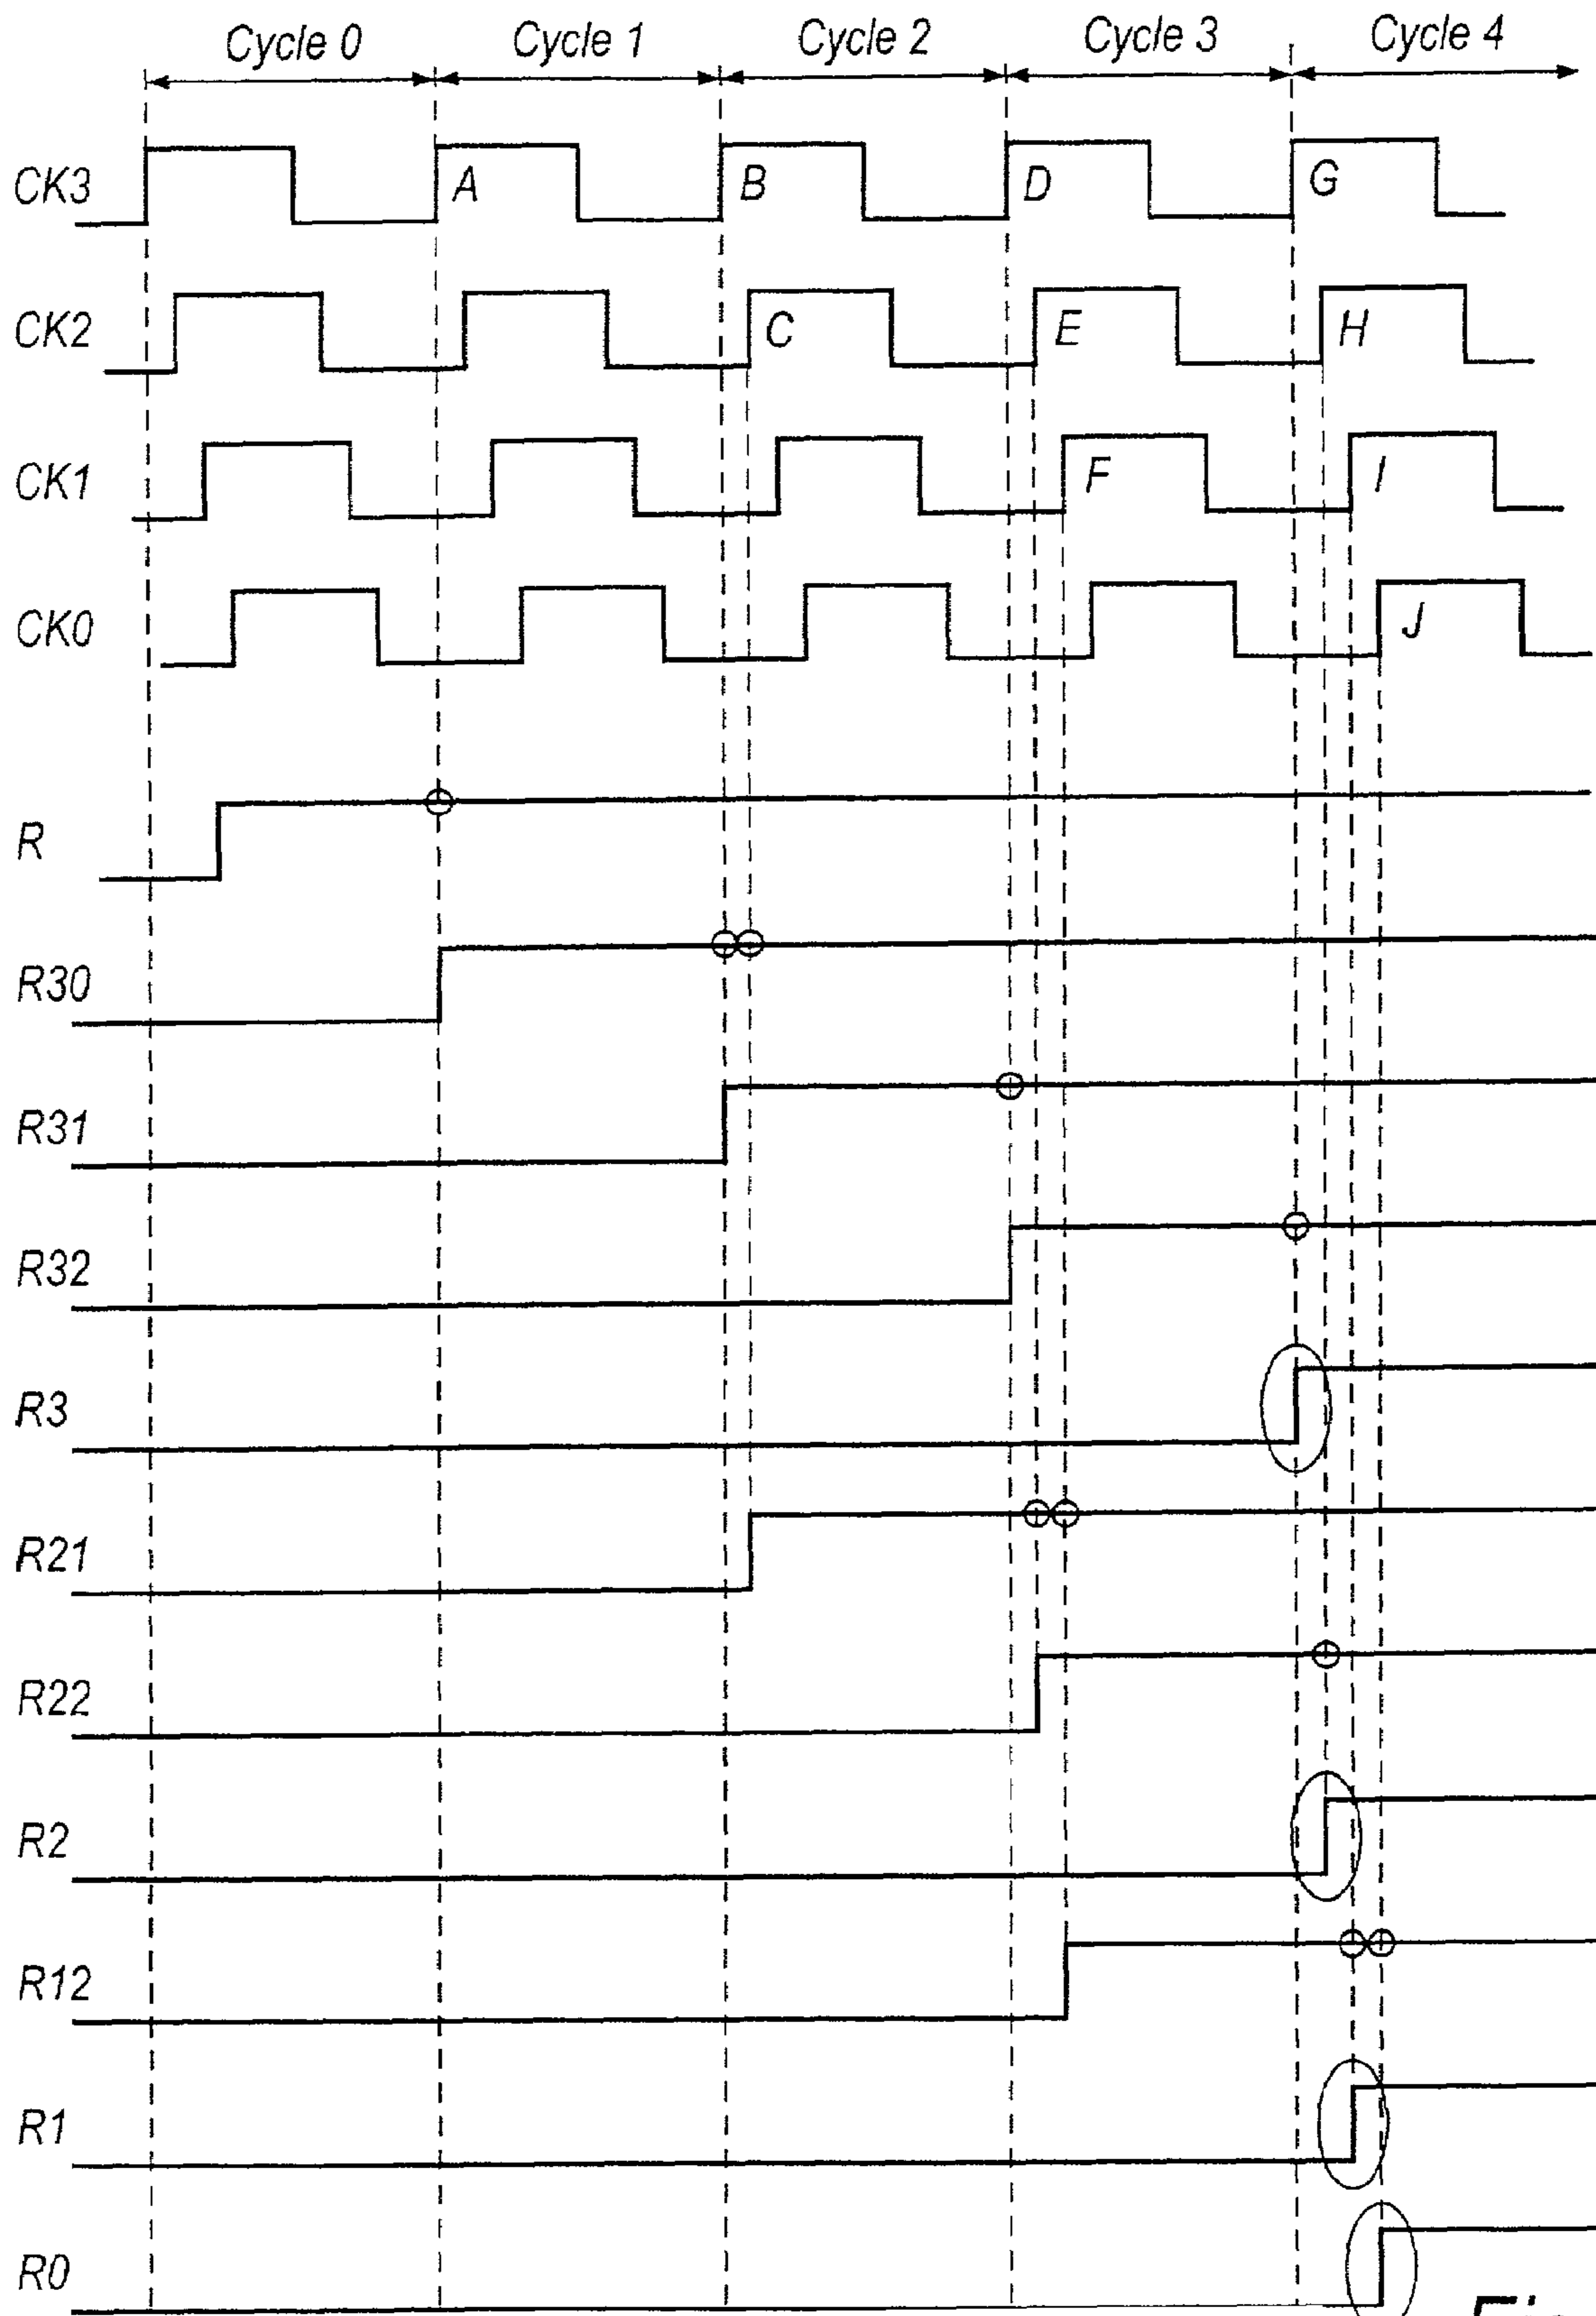 Cycle 0 Cycle 1 Cycle 2 Cycle 3 Cycle 4
CK3 A B D G
CK2 C E H
CK1 F I
CK0 J
R
R30
R31
R32
R3
R21
R22
R2
R12
R1
R0